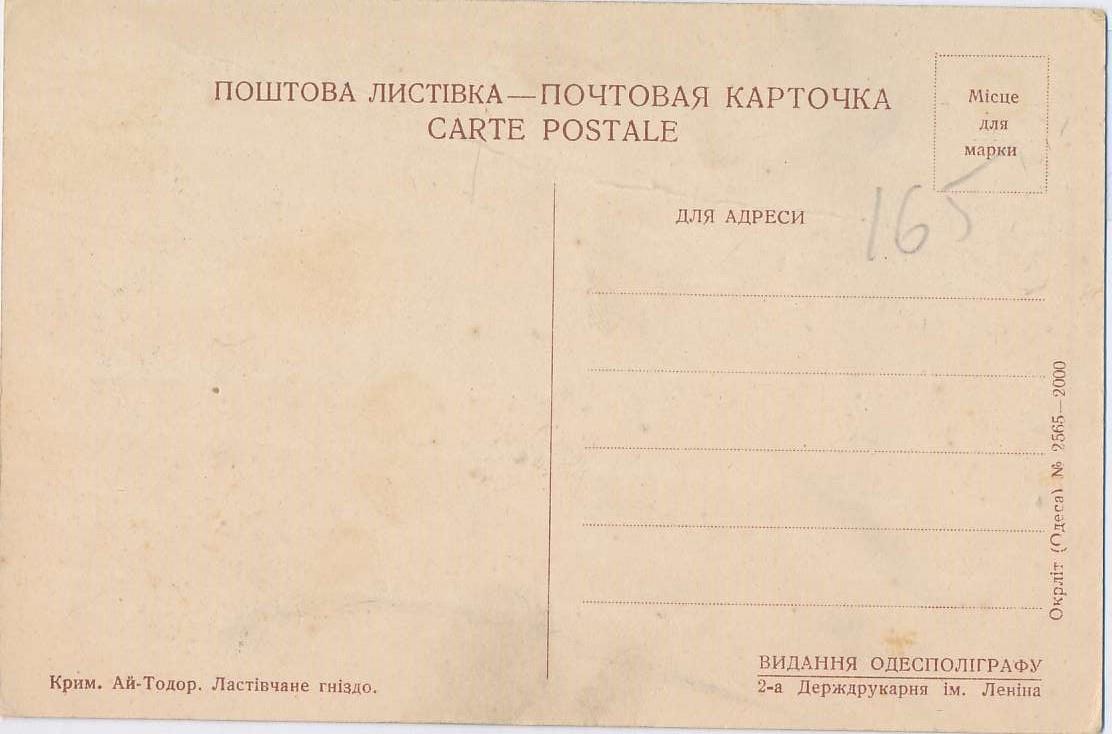 ПОШТОВА ЛИСТІВКА — ПОЧТОВАЯ КАРТОЧКА
CARTE POSTALE
Місце
для
марки
165
ДЛЯ АДРЕСИ
Окрліт (Одеса) № 2565—2000
Крим. Ай-Тодор. Ластівчане гніздо.
ВИДАННЯ ОДЕСПОЛІГРАФУ
2-а Держдрукарня ім. Леніна